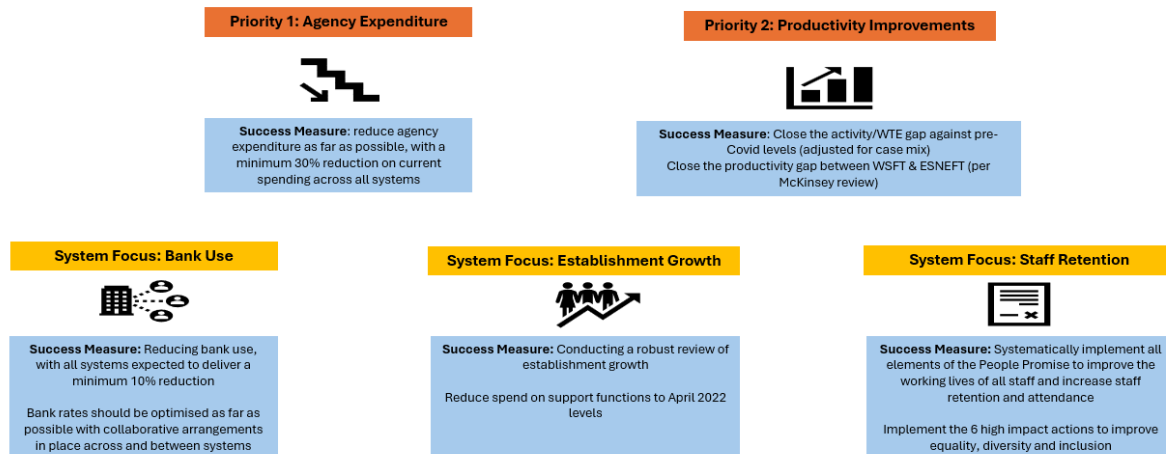 Priority 1: Agency Expenditure
Success Measure: reduce agency
expenditure as far as possible, with a
minimum 30% reduction on current
spending across all systems
Priority 2: Productivity Improvements
Success Measure: Close the activity/WTE gap against pre-
Covid levels (adjusted for case mix)
Close the productivity gap between WSFT & ESNEFT (per
McKinsey review)
System Focus: Bank Use
Success Measure: Reducing bank use,
with all systems expected to deliver a
minimum 10% reduction
Bank rates should be optimised as far as
possible with collaborative arrangements
in place across and between systems
System Focus: Establishment Growth
Success Measure: Conducting a robust review of
establishment growth
Reduce spend on support functions to April 2022
levels
System Focus: Staff Retention
Success Measure: Systematically implement all
elements of the People Promise to improve the
working lives of all staff and increase staff
retention and attendance
Implement the 6 high impact actions to improve
equality, diversity and inclusion